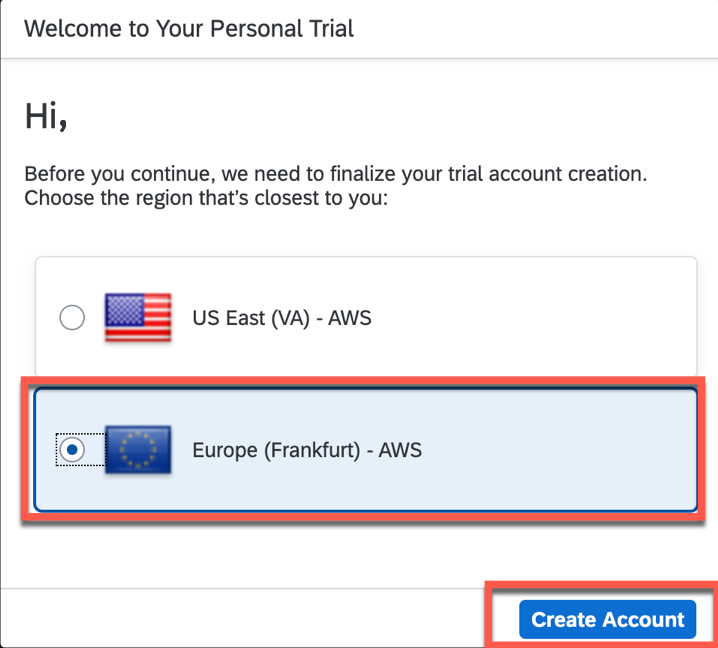 Welcome to Your Personal Trial
Hi,
Before you continue, we need to finalize your trial account creation.
Choose the region that's closest to you:
US East (VA) - AWS
Europe (Frankfurt) - AWS
Create Account